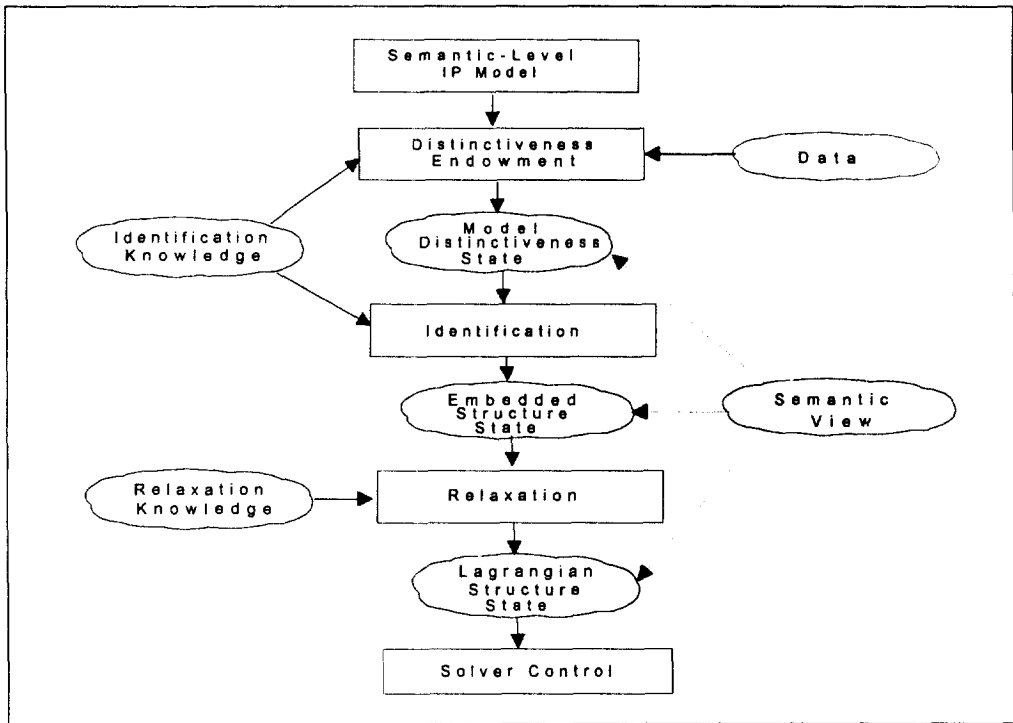 Semantic-Level
IP Model
Distinctiveness
Endowment
Data
Identification
Knowledge
Model
Distinctiveness
State
Identification
Embedded
Structure
State
Semantic
View
Relaxation
Knowledge
Relaxation
Lagrangian
Structure
State
Solver Control